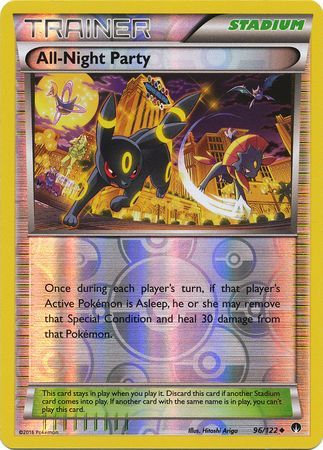 TRAINER
STADIUM
All-Night Party
Once during each player's turn, if that player's
Active Pokémon is Asleep, he or she may remove
that Special Condition and heal 30 damage from
that Pokémon.
This card stays in play when you play it. Discard this card if another Stadium
card comes into play. If another card with the same name is in play, you can't
play this card.
©2016 Pokémon
Illus. Hitoshi Ariga
96/122